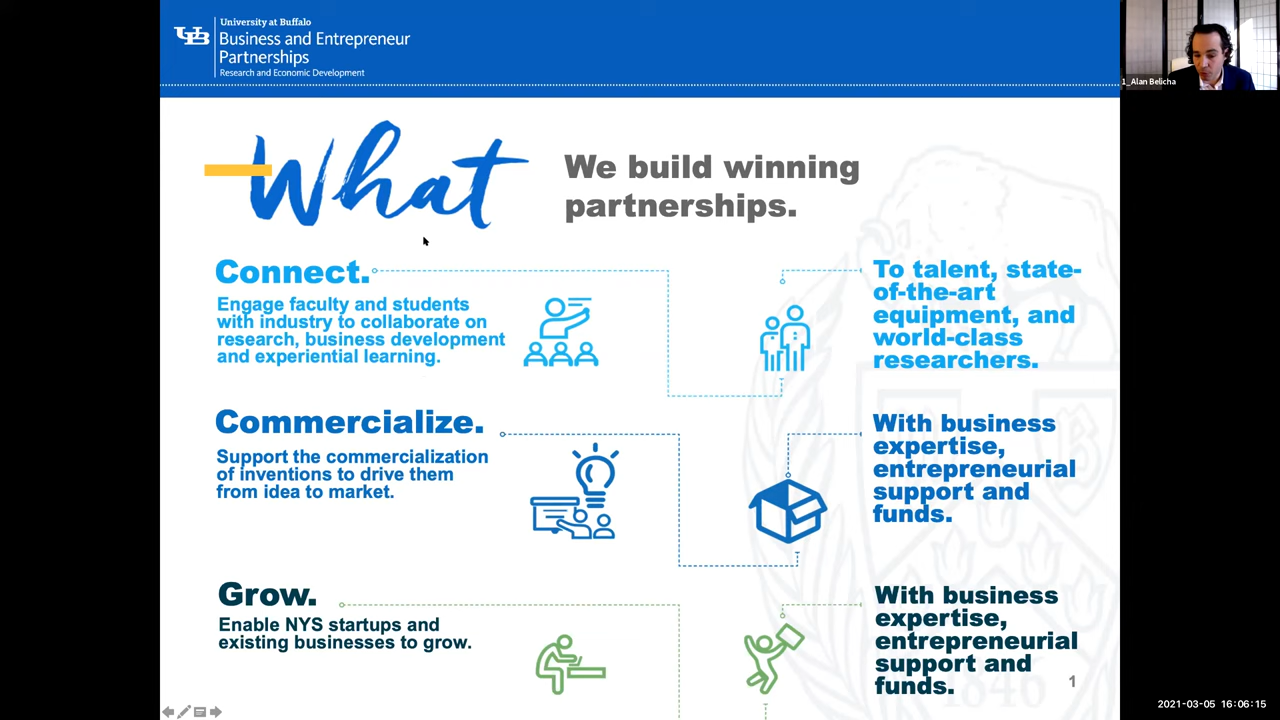 University at Buffalo
UB
Business and Entrepreneur
Partnerships
Research and Economic Development
1_Alan Belicha
What
We build winning
partnerships.
Connect.
Engage faculty and students
with industry to collaborate on
research, business development
and experiential learning.
To talent, state-
of-the-art
equipment, and
world-class
researchers.
Commercialize.
Support the commercialization
of inventions to drive them
from idea to market.
With business
expertise,
entrepreneurial
support and
funds.
Grow.
Enable NYS startups and
existing businesses to grow.
With business
expertise,
entrepreneurial
support and
funds.
1
1846
2021-03-05 16:06:15